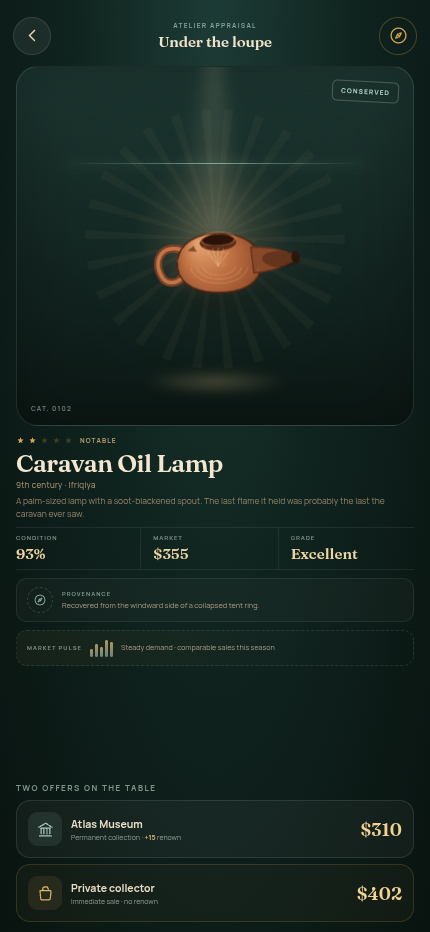 ATELIER APPRAISAL
Under the loupe
CONSERVED
CAT. 0102
NOTABLE
Caravan Oil Lamp
9th century · Ifriqiya
A palm-sized lamp with a soot-blackened spout. The last flame it held was probably the last the
caravan ever saw.
CONDITION
93%
MARKET
$355
GRADE
Excellent
PROVENANCE
Recovered from the windward side of a collapsed tent ring.
MARKET PULSE
Steady demand · comparable sales this season
TWO OFFERS ON THE TABLE
Atlas Museum
Permanent collection · +15 renown
$310
Private collector
Immediate sale · no renown
$402